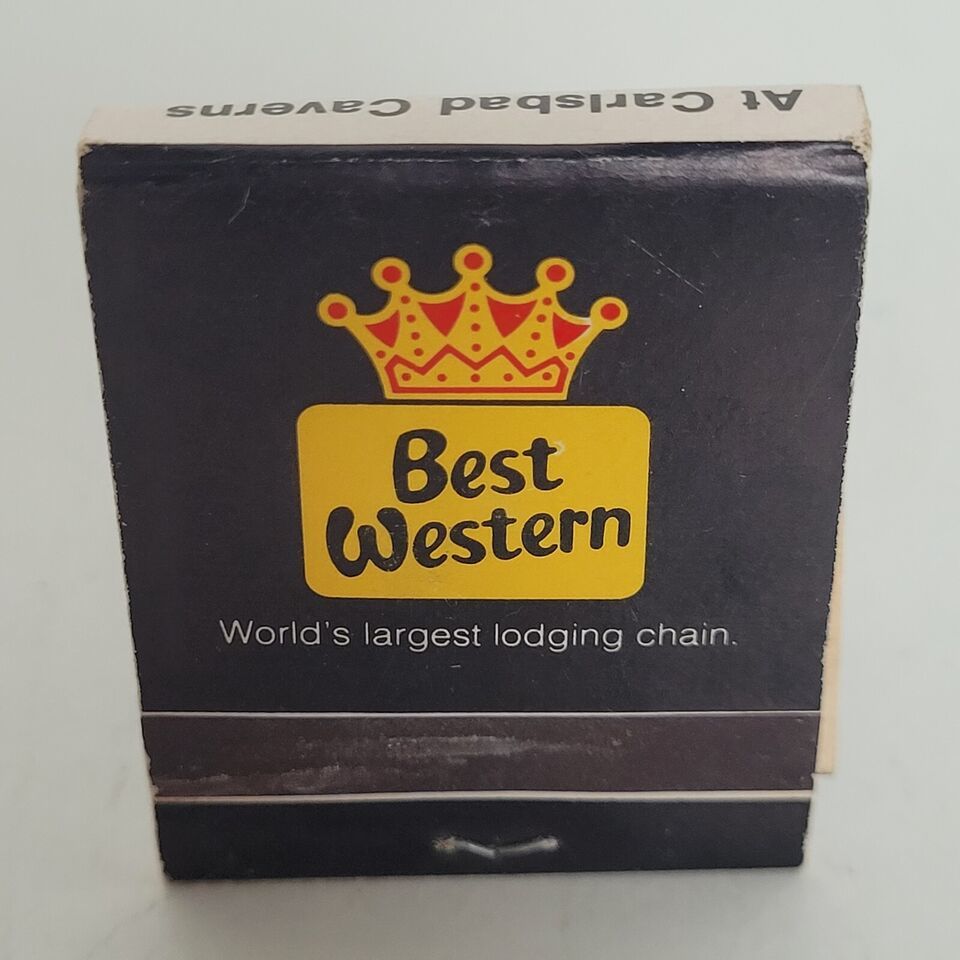 At Carlsbad Caverns
Best
Western
World's largest lodging chain.